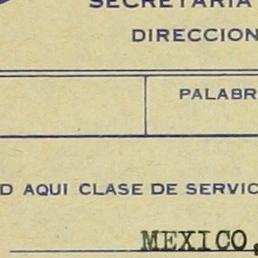 SECRETARIA
DIRECCION
PALABR
D AQUI CLASE DE SERVIC
MEXICO,